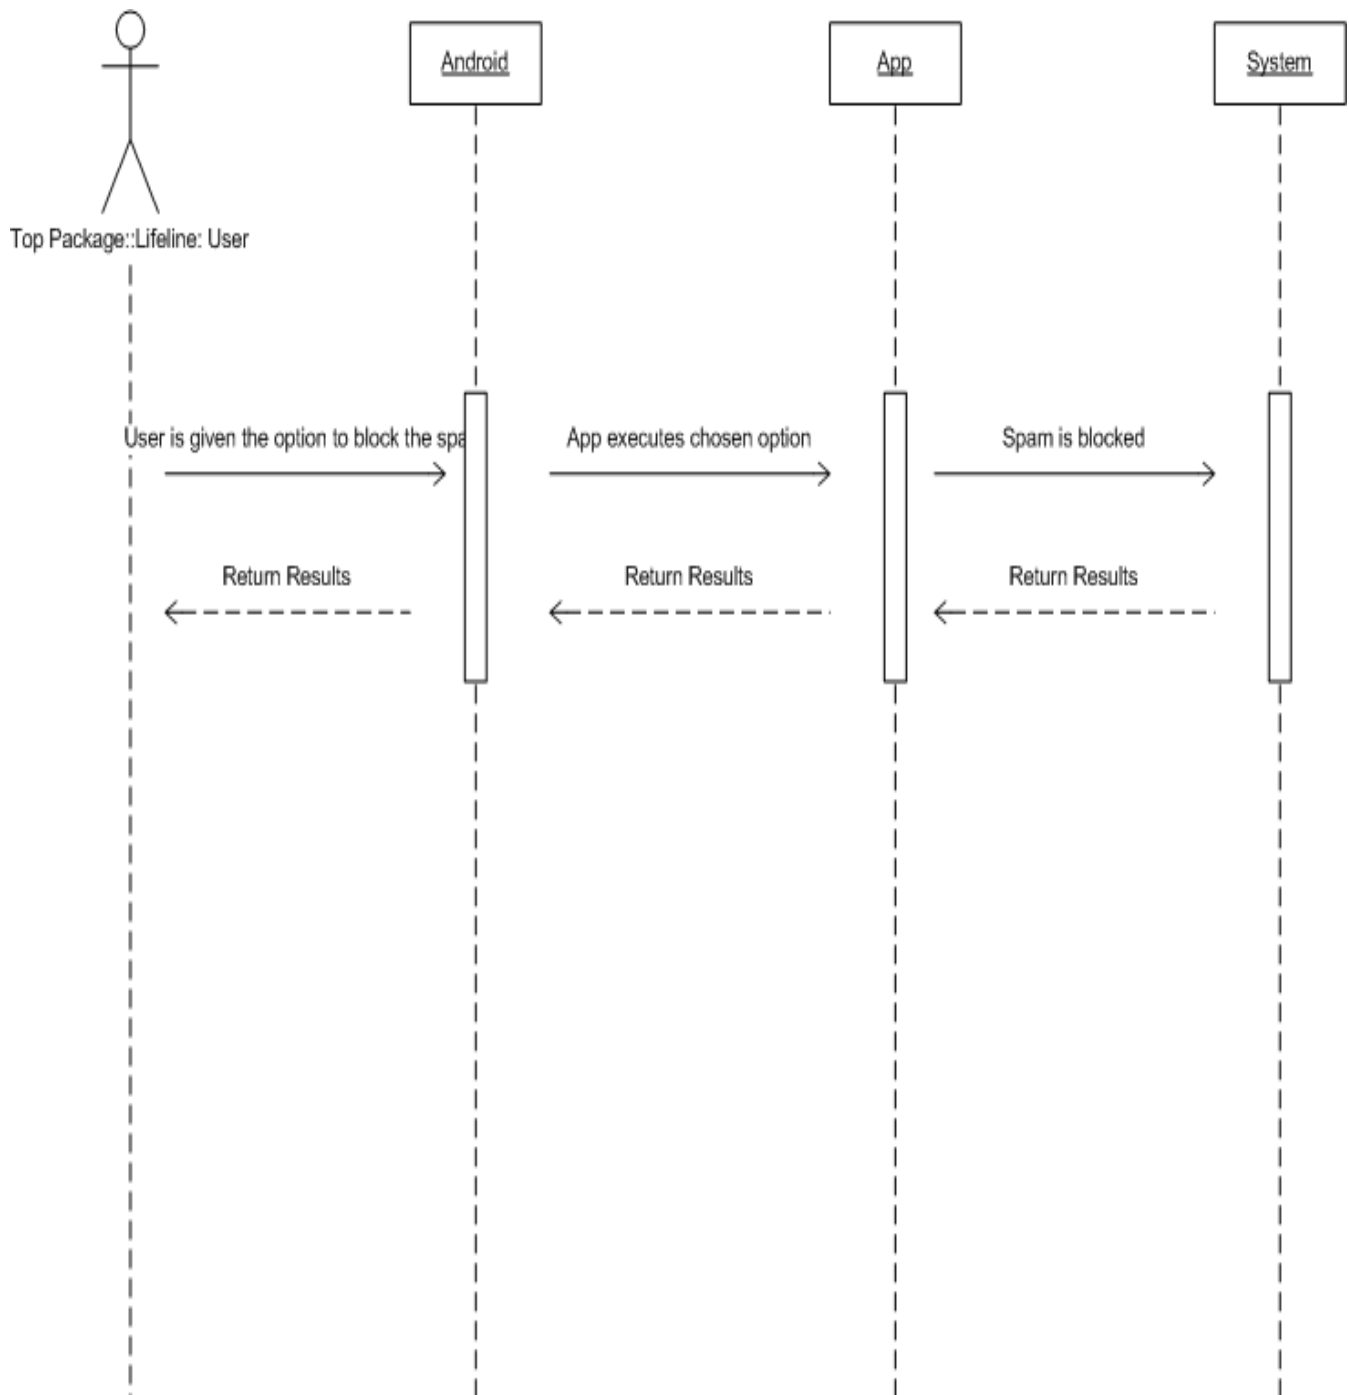 Android
App
System
Top Package::Lifeline: User
User is given the option to block the spa
App executes chosen option
Spam is blocked
Return Results
Return Results
Return Results